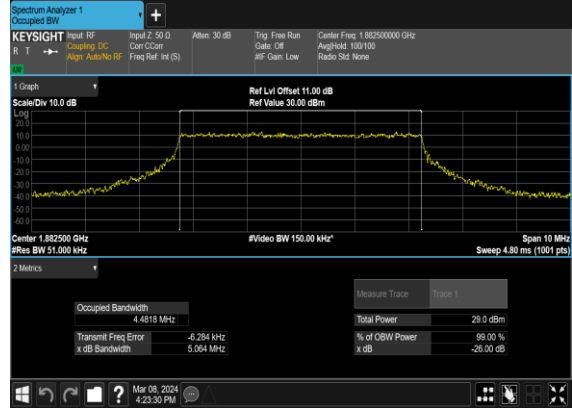 Spectrum Analyzer 1
Occupied BW
+
KEYSIGHT Input: RF Input Z: 50 Ω Atten: 30 dB Trig: Free Run Center Freq: 1.882500000 GHz
R T Coupling: DC Corr CCorr Gate: Off Avg|Hold: 100/100
Align: Auto/No RF Freq Ref: Int (S) #IF Gain: Low Radio Std: None
1 Graph
Ref Lvl Offset 11.00 dB
Scale/Div 10.0 dB Ref Value 30.00 dBm
Log
20.0
10.0
0.00
-10.0
-20.0
-30.0
-40.0
-50.0
-60.0
Center 1.882500 GHz #Video BW 150.00 kHz* Span 10 MHz
#Res BW 51.000 kHz Sweep 4.80 ms (1001 pts)
2 Metrics
Measure Trace Trace 1
Occupied Bandwidth
4.4818 MHz Total Power 29.0 dBm
Transmit Freq Error -6.284 kHz % of OBW Power 99.00 %
x dB Bandwidth 5.064 MHz x dB -26.00 dB
? Mar 08, 2024
4:23:30 PM